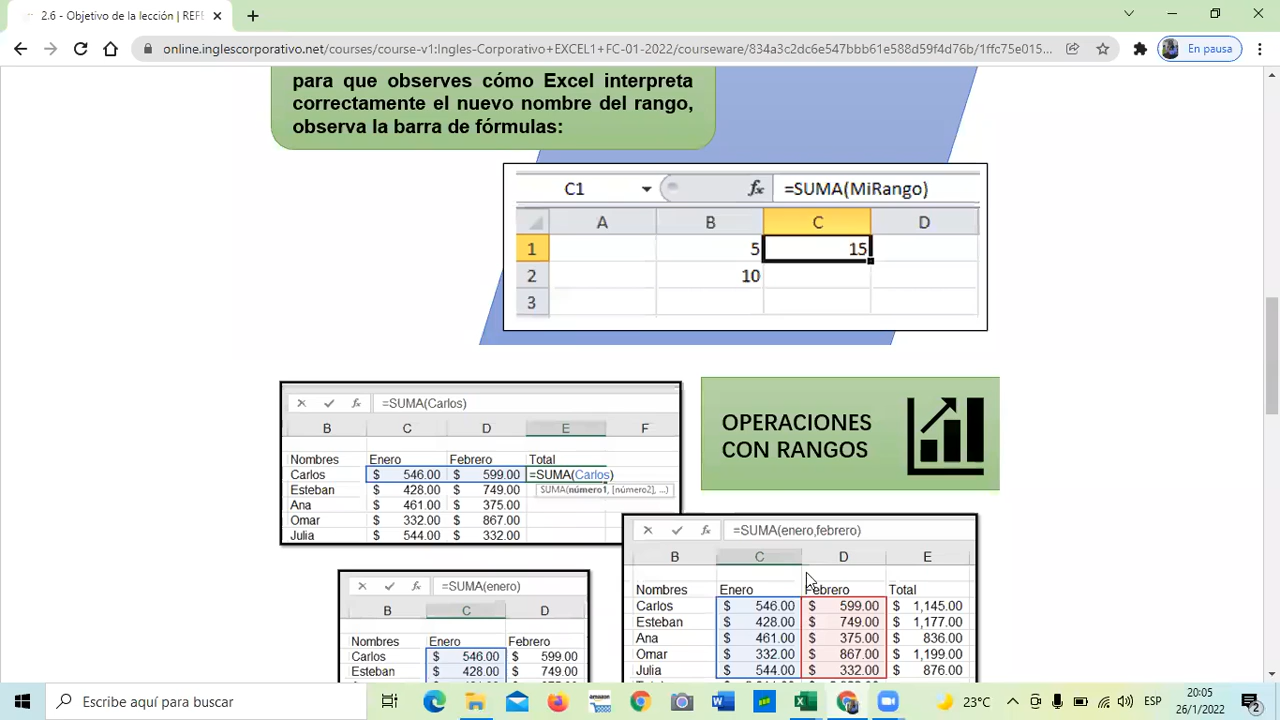 2.6 - Objetivo de la lección | REF
online.inglescorporativo.net/courses/course-v1:Ingles-Corporativo+EXCEL1+FC-01-2022/courseware/
En pausa
para que observes cómo Excel interpreta
correctamente el nuevo nombre del rango,
observa la barra de fórmulas:
C1 fx =SUMA(MiRango)
A B C D
1 5 15
2 10
3
fx =SUMA(Carlos)
B C D E F
Nombres Enero Febrero Total
Carlos $ 546.00 $ 599.00 =SUMA(Carlos)
Esteban $ 428.00 $ 749.00 SUMA(número1, [número2], ...)
Ana $ 461.00 $ 375.00
Omar $ 332.00 $ 867.00
Julia $ 544.00 $ 332.00
OPERACIONES
CON RANGOS
fx =SUMA(enero,febrero)
B C D E
Nombres Enero Febrero Total
Carlos $ 546.00 $ 599.00 $ 1,145.00
Esteban $ 428.00 $ 749.00 $ 1,177.00
Ana $ 461.00 $ 375.00 $ 836.00
Omar $ 332.00 $ 867.00 $ 1,199.00
Julia $ 544.00 $ 332.00 $ 876.00
fx =SUMA(enero)
B C D
Nombres Enero Febrero
Carlos $ 546.00 $ 599.00
Esteban $ 428.00 $ 749.00
Escribe aquí para buscar
amazon
23°C
ESP
20:05
26/1/2022
2